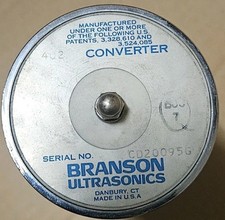 MANUFACTURED
UNDER ONE OR MORE
OF THE FOLLOWING U.S.
PATENTS. 3,328,610 AND
3,524,085
CONVERTER
402
SERIAL NO.
BRANSON
ULTRASONICS
DANBURY, CT
MADE IN U.S.A